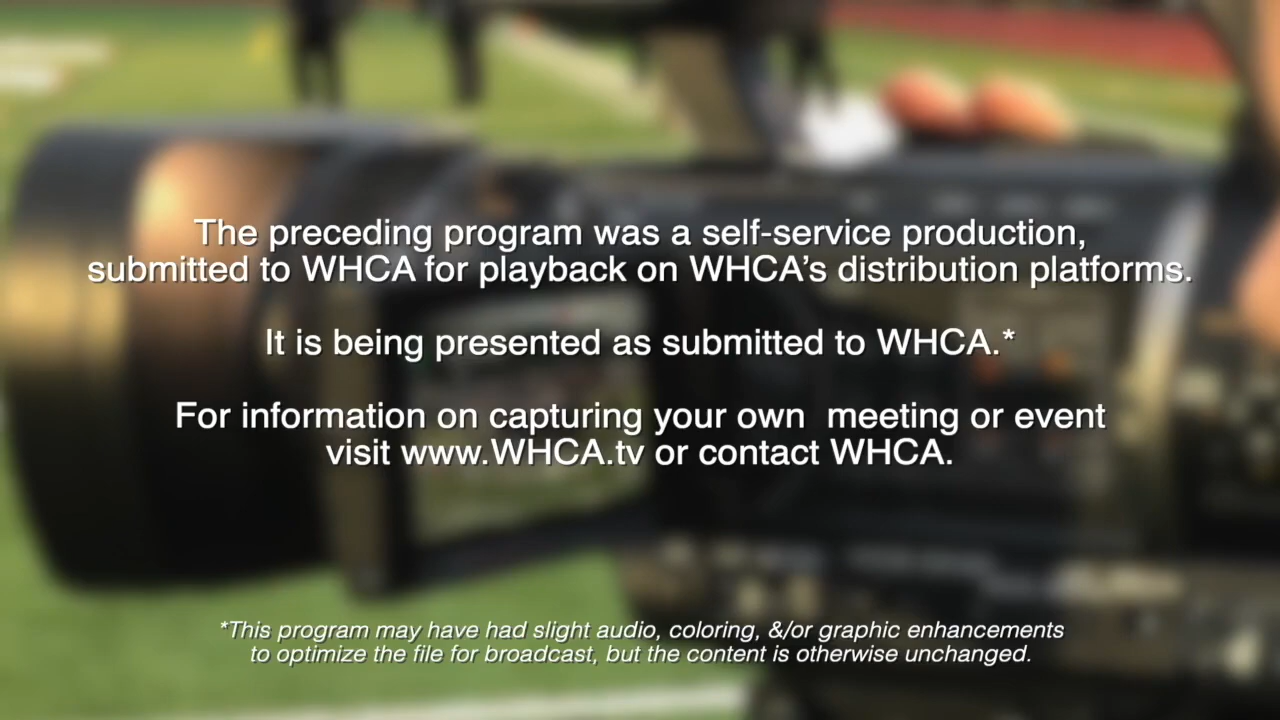 The preceding program was a self-service production,
submitted to WHCA for playback on WHCA's distribution platforms.
It is being presented as submitted to WHCA.*
For information on capturing your own  meeting or event
visit www.WHCA.tv or contact WHCA.
*This program may have had slight audio, coloring, &/or graphic enhancements
to optimize the file for broadcast, but the content is otherwise unchanged.